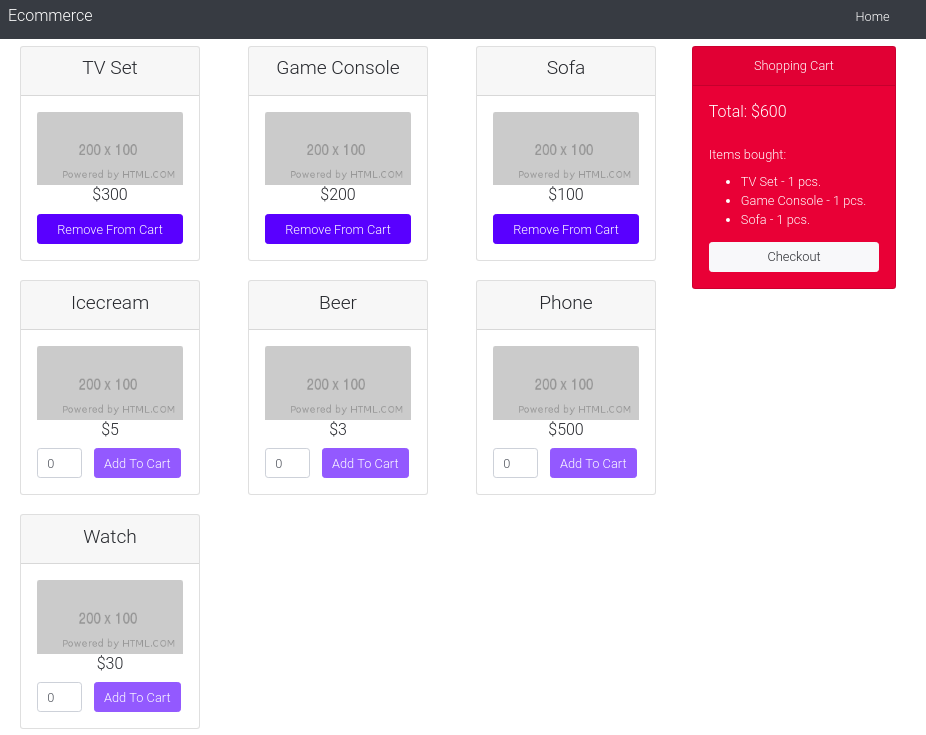 Ecommerce
Home
TV Set
200 x 100
Powered by HTML.COM
$300
Remove From Cart
Game Console
200 x 100
Powered by HTML.COM
$200
Remove From Cart
Sofa
200 x 100
Powered by HTML.COM
$100
Remove From Cart
Shopping Cart
Total: $600
Items bought:
TV Set - 1 pcs.
Game Console - 1 pcs.
Sofa - 1 pcs.
Checkout
Icecream
200 x 100
Powered by HTML.COM
$5
0 Add To Cart
Beer
200 x 100
Powered by HTML.COM
$3
0 Add To Cart
Phone
200 x 100
Powered by HTML.COM
$500
0 Add To Cart
Watch
200 x 100
Powered by HTML.COM
$30
0 Add To Cart